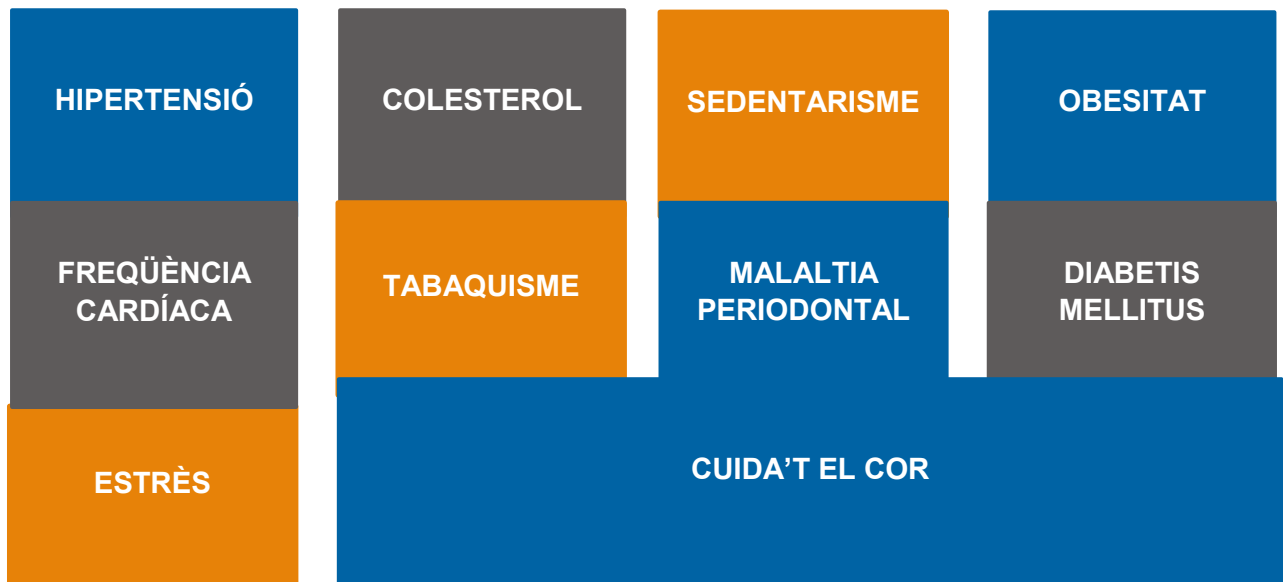 HIPERTENSIÓ
COLESTEROL
SEDENTARISME
OBESITAT
FREQÜÈNCIA
CARDÍACA
TABAQUISME
MALALTIA
PERIODONTAL
DIABETIS
MELLITUS
ESTRÈS
CUIDA’T EL COR